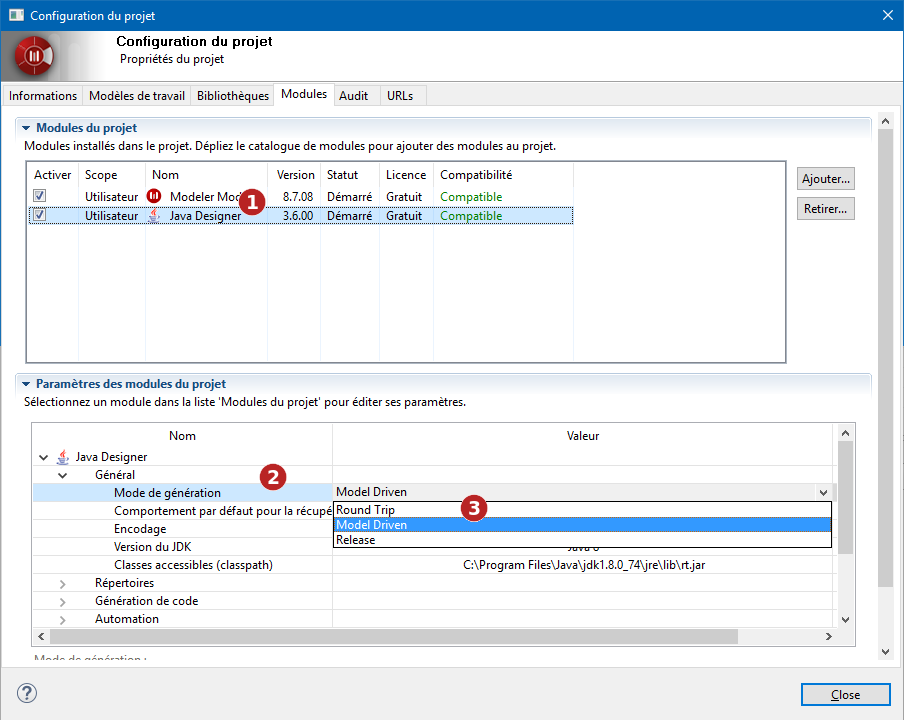 Configuration du projet
Configuration du projet
Propriétés du projet
Informations Modèles de travail Bibliothèques Modules Audit URLs
Modules du projet
Modules installés dans le projet. Dépliez le catalogue de modules pour ajouter des modules au projet.
Activer Scope Nom Version Statut Licence Compatibilité
Utilisateur Modeler Mod 1 8.7.08 Démarré Gratuit Compatible
Utilisateur Java Designer 3.6.00 Démarré Gratuit Compatible
Ajouter...
Retirer...
Paramètres des modules du projet
Sélectionnez un module dans la liste 'Modules du projet' pour éditer ses paramètres.
Nom Valeur
Java Designer
Général 2
Mode de génération Model Driven
Comportement par défaut pour la récupé Round Trip 3
Encodage Model Driven
Release
Version du JDK
Classes accessibles (classpath) C:\Program Files\Java\jdk1.8.0_74\jre\lib\rt.jar
Répertoires
Génération de code
Automation
Mode de génération :
? Close